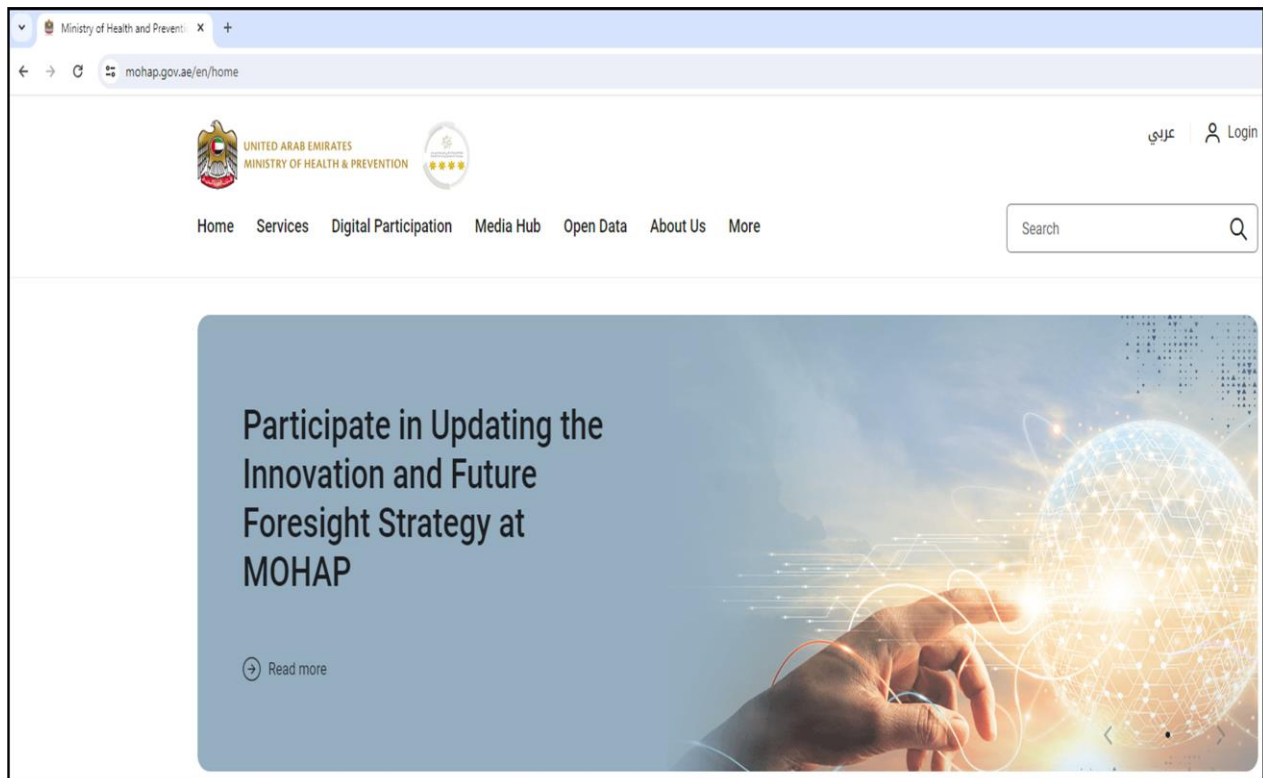 Ministry of Health and Preventi
mohap.gov.ae/en/home
UNITED ARAB EMIRATES
MINISTRY OF HEALTH & PREVENTION
عربي
Login
Home Services Digital Participation Media Hub Open Data About Us More
Search
Participate in Updating the
Innovation and Future
Foresight Strategy at
MOHAP
Read more